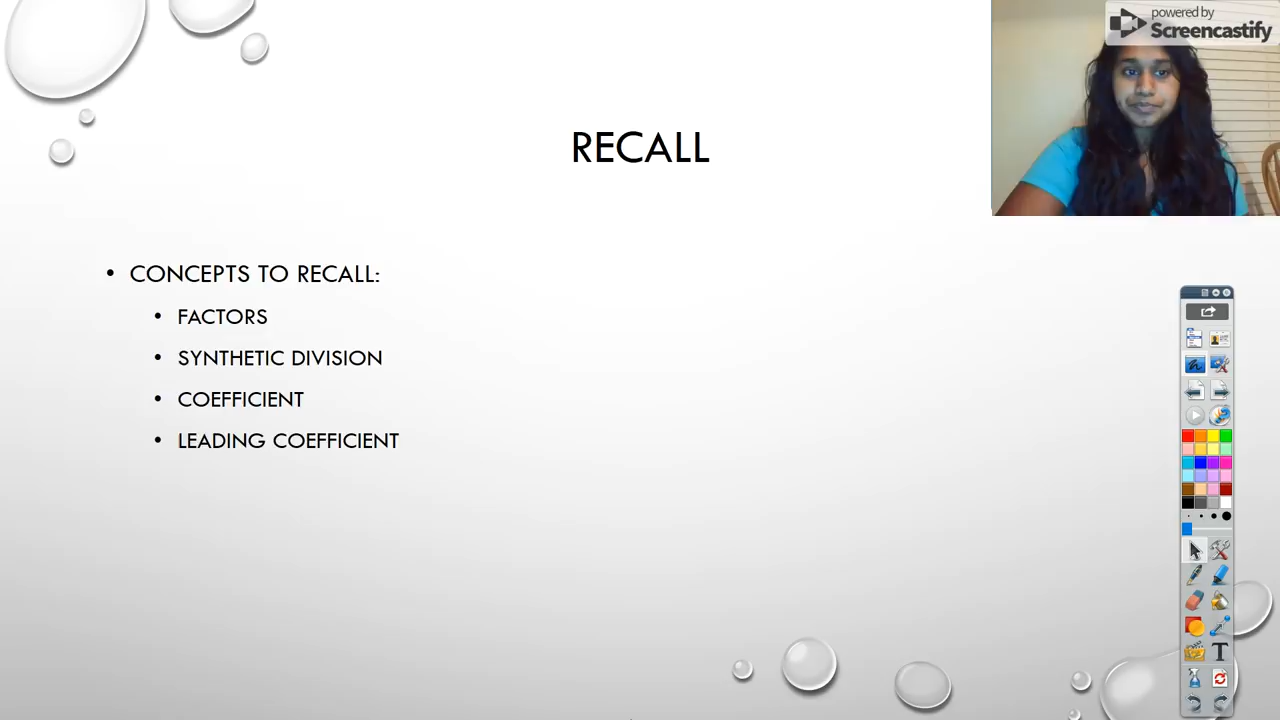 powered by
Screencastify
RECALL
• CONCEPTS TO RECALL:
• FACTORS
• SYNTHETIC DIVISION
• COEFFICIENT
• LEADING COEFFICIENT
T